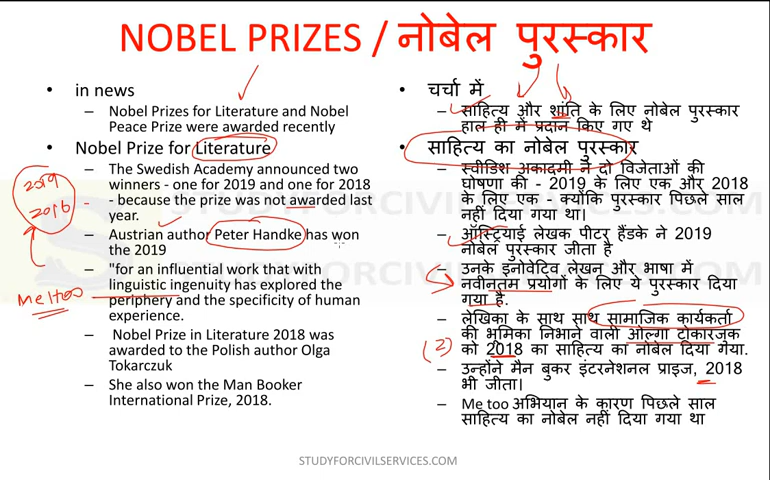 NOBEL PRIZES / नोबेल पुरस्कार
• in news
– Nobel Prizes for Literature and Nobel
Peace Prize were awarded recently
• Nobel Prize for Literature
– The Swedish Academy announced two
winners - one for 2019 and one for 2018
- because the prize was not awarded last
year.
– Austrian author Peter Handke has won
the 2019
– "for an influential work that with
linguistic ingenuity has explored the
periphery and the specificity of human
experience.
– Nobel Prize in Literature 2018 was
awarded to the Polish author Olga
Tokarczuk
– She also won the Man Booker
International Prize, 2018.
2019
2018
Me too
• चर्चा में
– साहित्य और शांति के लिए नोबेल पुरस्कार
हाल ही में प्रदान किए गए थे
• साहित्य का नोबेल पुरस्कार
– स्वीडिश अकादमी ने दो विजेताओं की
घोषणा की - 2019 के लिए एक और 2018
के लिए एक - क्योंकि पुरस्कार पिछले साल
नहीं दिया गया था।
– ऑस्ट्रियाई लेखक पीटर हैंडके ने 2019
नोबेल पुरस्कार जीता है
– उनके इनोवेटिव लेखन और भाषा में
नवीनतम प्रयोगों के लिए ये पुरस्कार दिया
गया है.
– लेखिका के साथ साथ सामाजिक कार्यकर्ता
की भूमिका निभाने वाली ओल्गा टोकारजुक
को 2018 का साहित्य का नोबेल दिया गया.
– उन्होंने मैन बुकर इंटरनेशनल प्राइज, 2018
भी जीता।
– Me too अभियान के कारण पिछले साल
साहित्य का नोबेल नहीं दिया गया था
(2)
STUDYFORCIVILSERVICES.COM